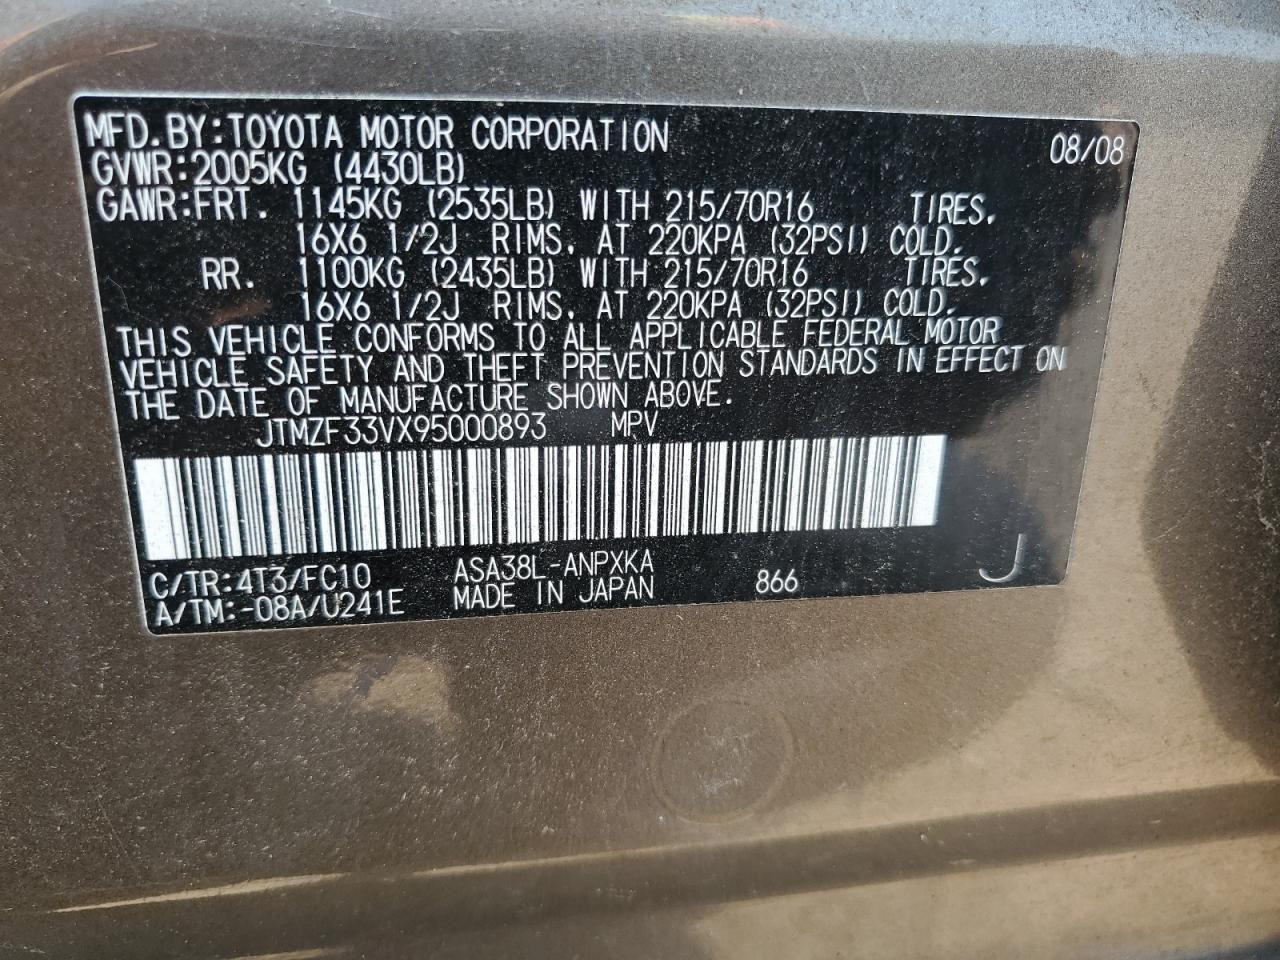 MFD.BY:TOYOTA MOTOR CORPORATION 08/08
GVWR:2005KG (4430LB)
GAWR:FRT. 1145KG (2535LB) WITH 215/70R16 TIRES.
16X6 1/2J RIMS. AT 220KPA (32PSI) COLD.
RR. 1100KG (2435LB) WITH 215/70R16 TIRES.
16X6 1/2J RIMS. AT 220KPA (32PSI) COLD.
THIS VEHICLE CONFORMS TO ALL APPLICABLE FEDERAL MOTOR
VEHICLE SAFETY AND THEFT PREVENTION STANDARDS IN EFFECT ON
THE DATE OF MANUFACTURE SHOWN ABOVE.
JTMZF33VX95000893 MPV
C/TR:4T3/FC10 ASA38L-ANPXKA
A/TM:-08A/U241E MADE IN JAPAN 866 J